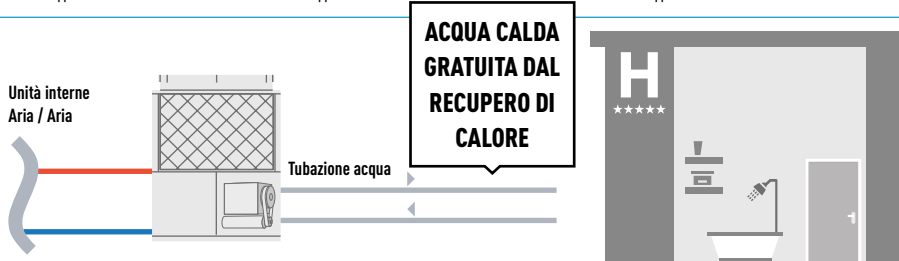 ACQUA CALDA
GRATUITA DAL
RECUPERO DI
CALORE
Unità interne
Aria / Aria
Tubazione acqua
H
★★★★★